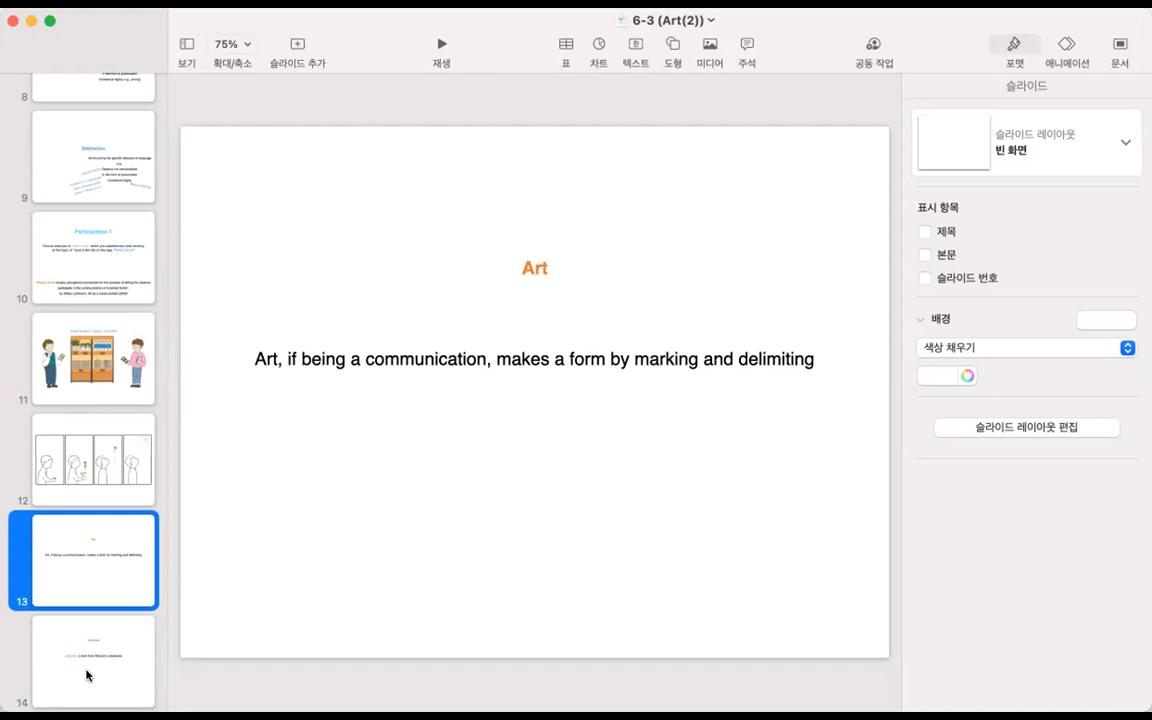 6-3 (Art(2))
75%
보기
확대/축소
슬라이드 추가
재생
표
차트
텍스트
도형
미디어
주석
공동 작업
포맷
애니메이션
문서
8
9
Distinction
10
Participation 1
11
12
13
14
Art
Art, if being a communication, makes a form by marking and delimiting
슬라이드
슬라이드 레이아웃
빈 화면
표시 항목
제목
본문
슬라이드 번호
배경
색상 채우기
슬라이드 레이아웃 편집